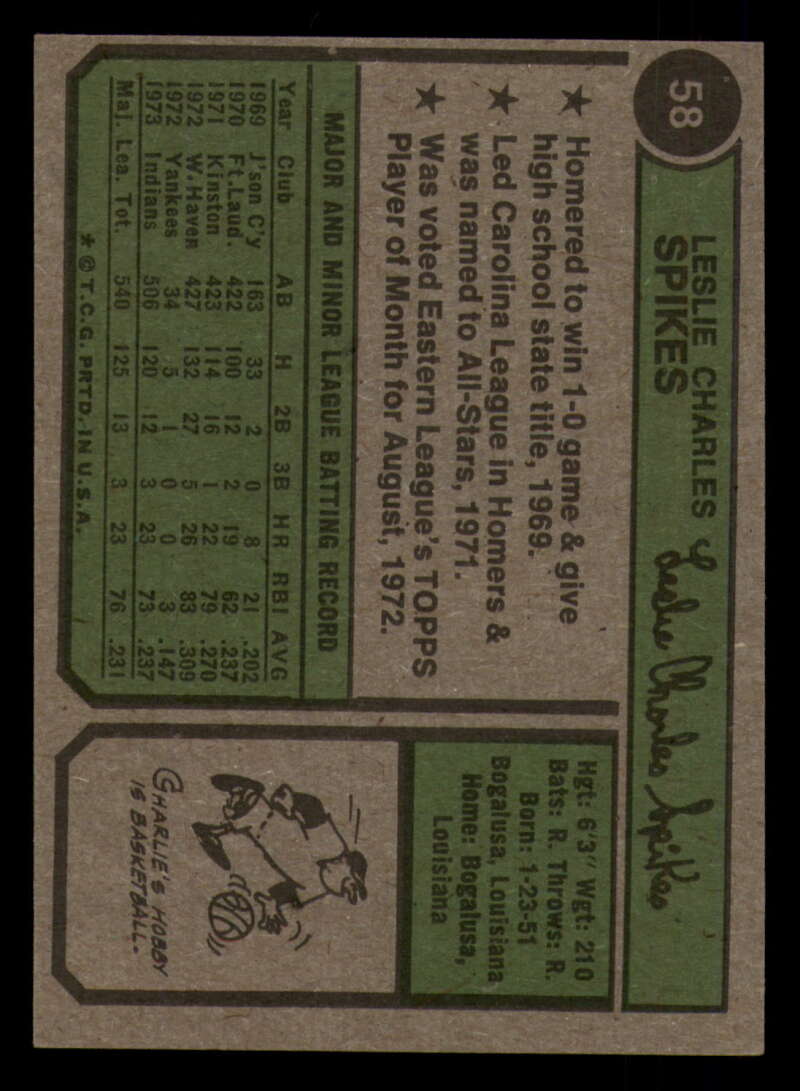 58
LESLIE CHARLES
SPIKES
Leslie Charles Spikes
★ Homered to win 1-0 game & give
high school state title, 1969.
★ Led Carolina League in Homers &
was named to All-Stars, 1971.
★ Was voted Eastern League's TOPPS
Player of Month for August, 1972.
MAJOR AND MINOR LEAGUE BATTING RECORD
Year Club AB H 2B 3B HR RBI AVG
1969 J'son C'y 163 33 2 0 8 21 .202
1970 Ft.Laud. 422 100 12 2 19 62 .237
1971 Kinston 423 114 16 1 22 79 .270
1972 W.Haven 427 132 27 5 26 83 .309
1972 Yankees 34 5 1 0 0 3 .147
1973 Indians 506 120 12 3 23 73 .237
Maj. Lea. Tot. 540 125 13 3 23 76 .231
* © T.C.G. PRTD. IN U.S.A.
Hgt: 6'3" Wgt: 210
Bats: R. Throws: R.
Born: 1-23-51
Bogalusa, Louisiana
Home: Bogalusa,
Louisiana
CHARLIE'S HOBBY
IS BASKETBALL.